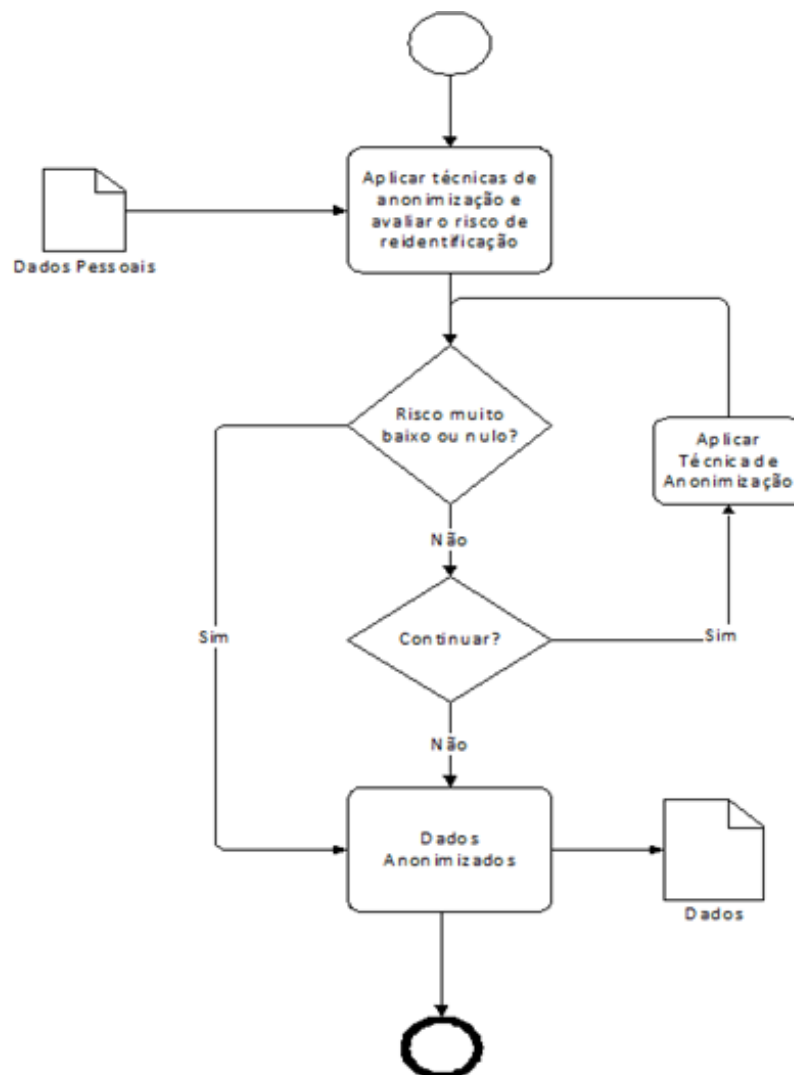 Aplicar técnicas de
anonimização e
avaliar o risco de
reidentificação
Dados Pessoais
Risco muito
baixo ou nulo?
Aplicar
Técnica de
Anonimização
Não
Sim
Continuar?
Sim
Não
Dados
Anonimizados
Dados